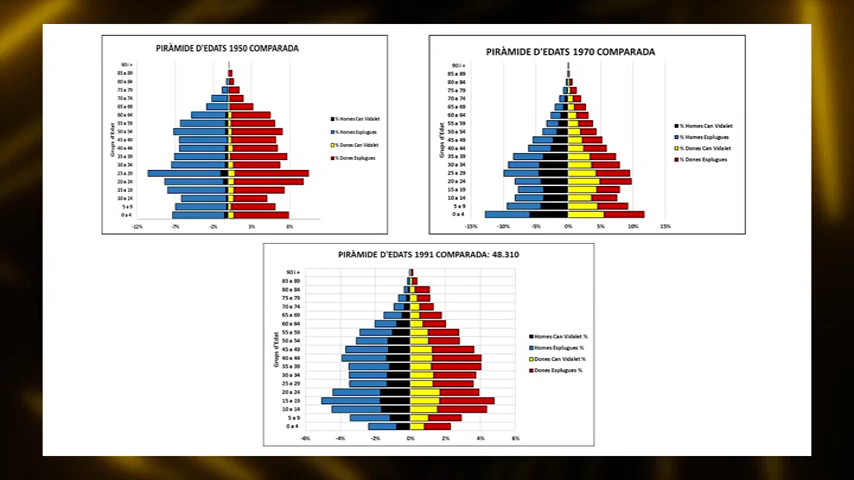 PIRÀMIDE D'EDATS 1950 COMPARADA
Grups d'Edat
90 i +
85 a 89
80 a 84
75 a 79
70 a 74
65 a 69
60 a 64
55 a 59
50 a 54
45 a 49
40 a 44
35 a 39
30 a 34
25 a 29
20 a 24
15 a 19
10 a 14
5 a 9
0 a 4
-12% -7% -2% 3% 8%
% Homes Can Vidalet
% Homes Esplugues
% Dones Can Vidalet
% Dones Esplugues
PIRÀMIDE D'EDATS 1970 COMPARADA
Grups d'Edat
90 i +
85 a 89
80 a 84
75 a 79
70 a 74
65 a 69
60 a 64
55 a 59
50 a 54
45 a 49
40 a 44
35 a 39
30 a 34
25 a 29
20 a 24
15 a 19
10 a 14
5 a 9
0 a 4
-15% -10% -5% 0% 5% 10% 15%
% Homes Can Vidalet
% Homes Esplugues
% Dones Can Vidalet
% Dones Esplugues
PIRÀMIDE D'EDATS 1991 COMPARADA: 48.310
Grups d'Edat
90 i +
85 a 89
80 a 84
75 a 79
70 a 74
65 a 69
60 a 64
55 a 59
50 a 54
45 a 49
40 a 44
35 a 39
30 a 34
25 a 29
20 a 24
15 a 19
10 a 14
5 a 9
0 a 4
-6% -4% -2% 0% 2% 4% 6%
Homes Can Vidalet %
Homes Esplugues %
Dones Can Vidalet %
Dones Esplugues %